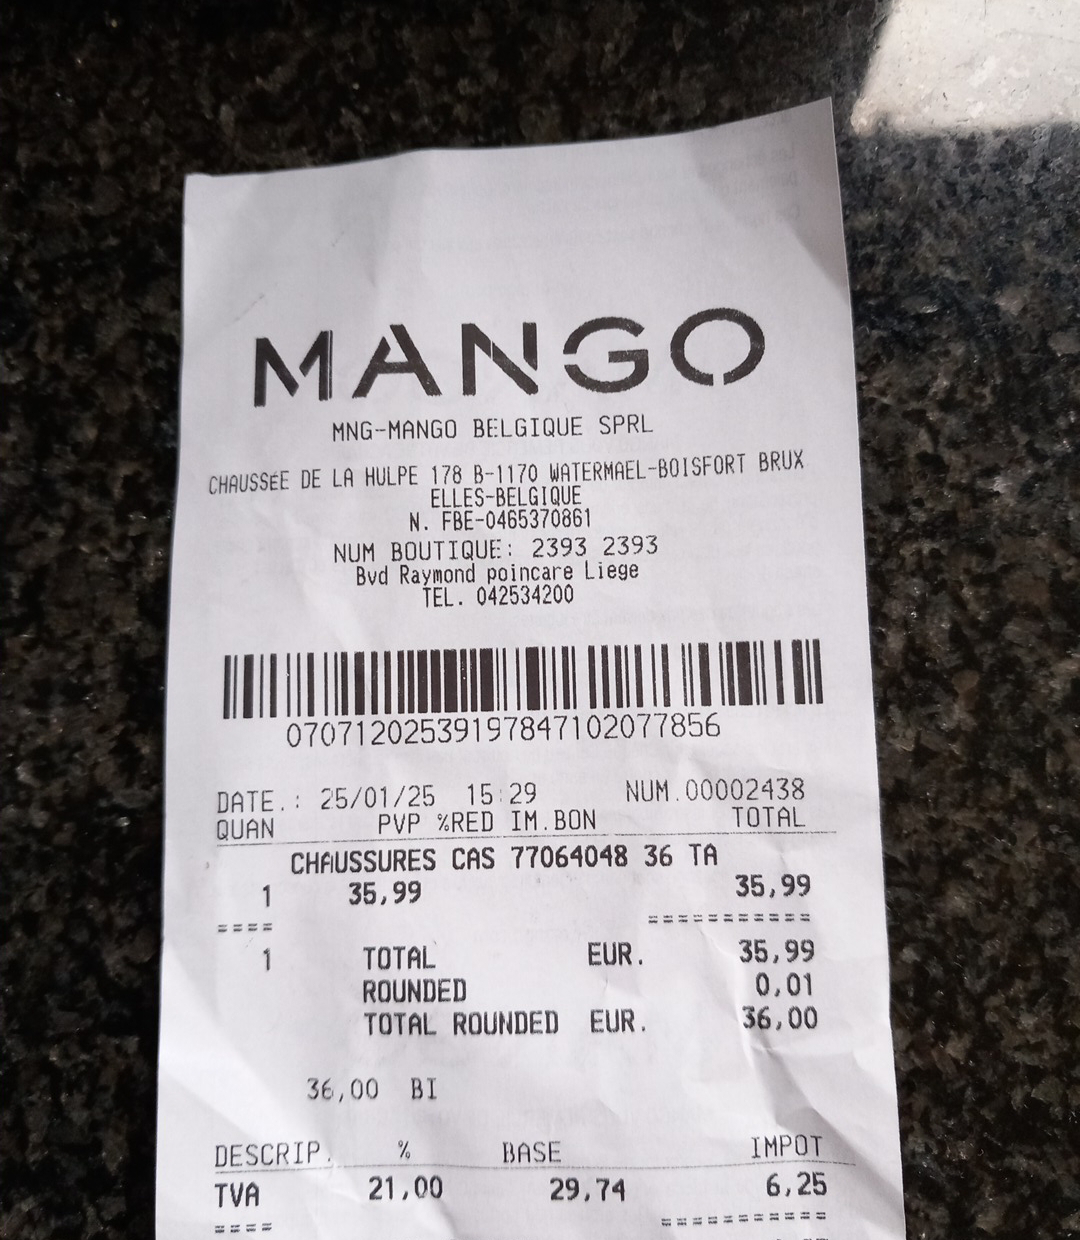 MANGO
MNG-MANGO BELGIQUE SPRL
CHAUSSÉE DE LA HULPE 178 B-1170 WATERMAEL-BOISFORT BRUX
ELLES-BELGIQUE
N. FBE-0465370861
NUM BOUTIQUE: 2393 2393
Bvd Raymond poincare Liege
TEL. 042534200
0707120253919784710207​7856
DATE.: 25/01/25 15:29 NUM.00002438
QUAN PVP %RED IM.BON TOTAL
CHAUSSURES CAS 77064048 36 TA
1 35,99 35,99
==== ===========
1 TOTAL EUR. 35,99
ROUNDED 0,01
TOTAL ROUNDED EUR. 36,00
36,00 BI
DESCRIP. % BASE IMPOT
TVA 21,00 29,74 6,25
==== ===========